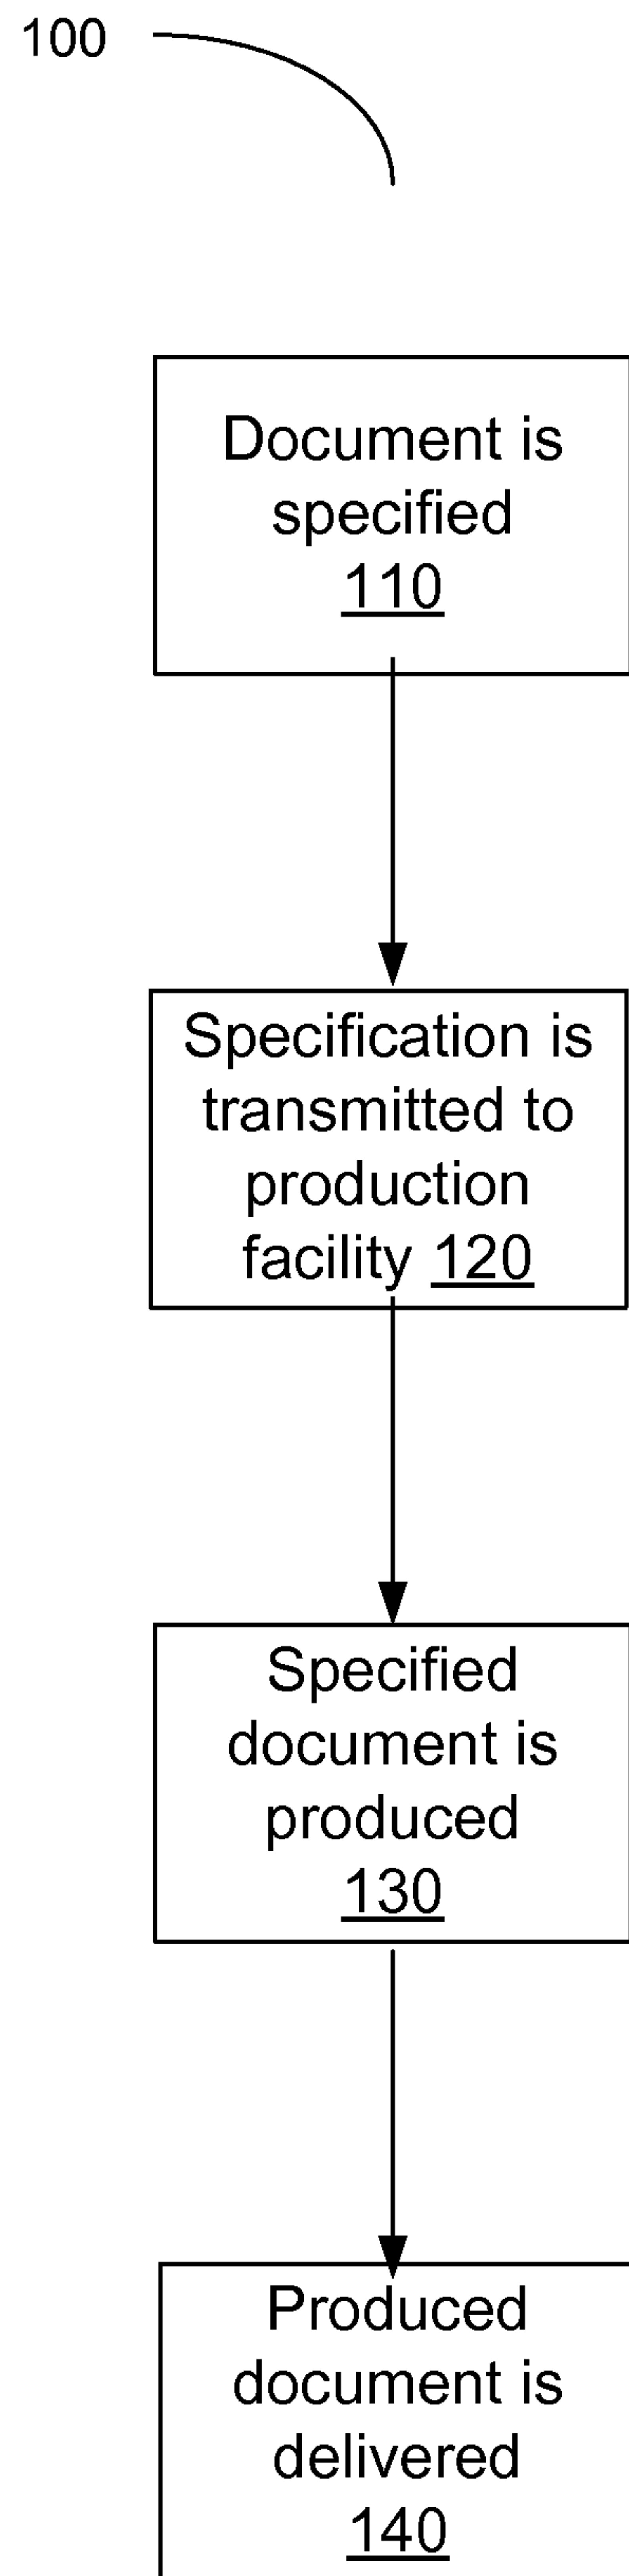 100
Document is
specified
110
Specification is
transmitted to
production
facility 120
Specified
document is
produced
130
Produced
document is
delivered
140